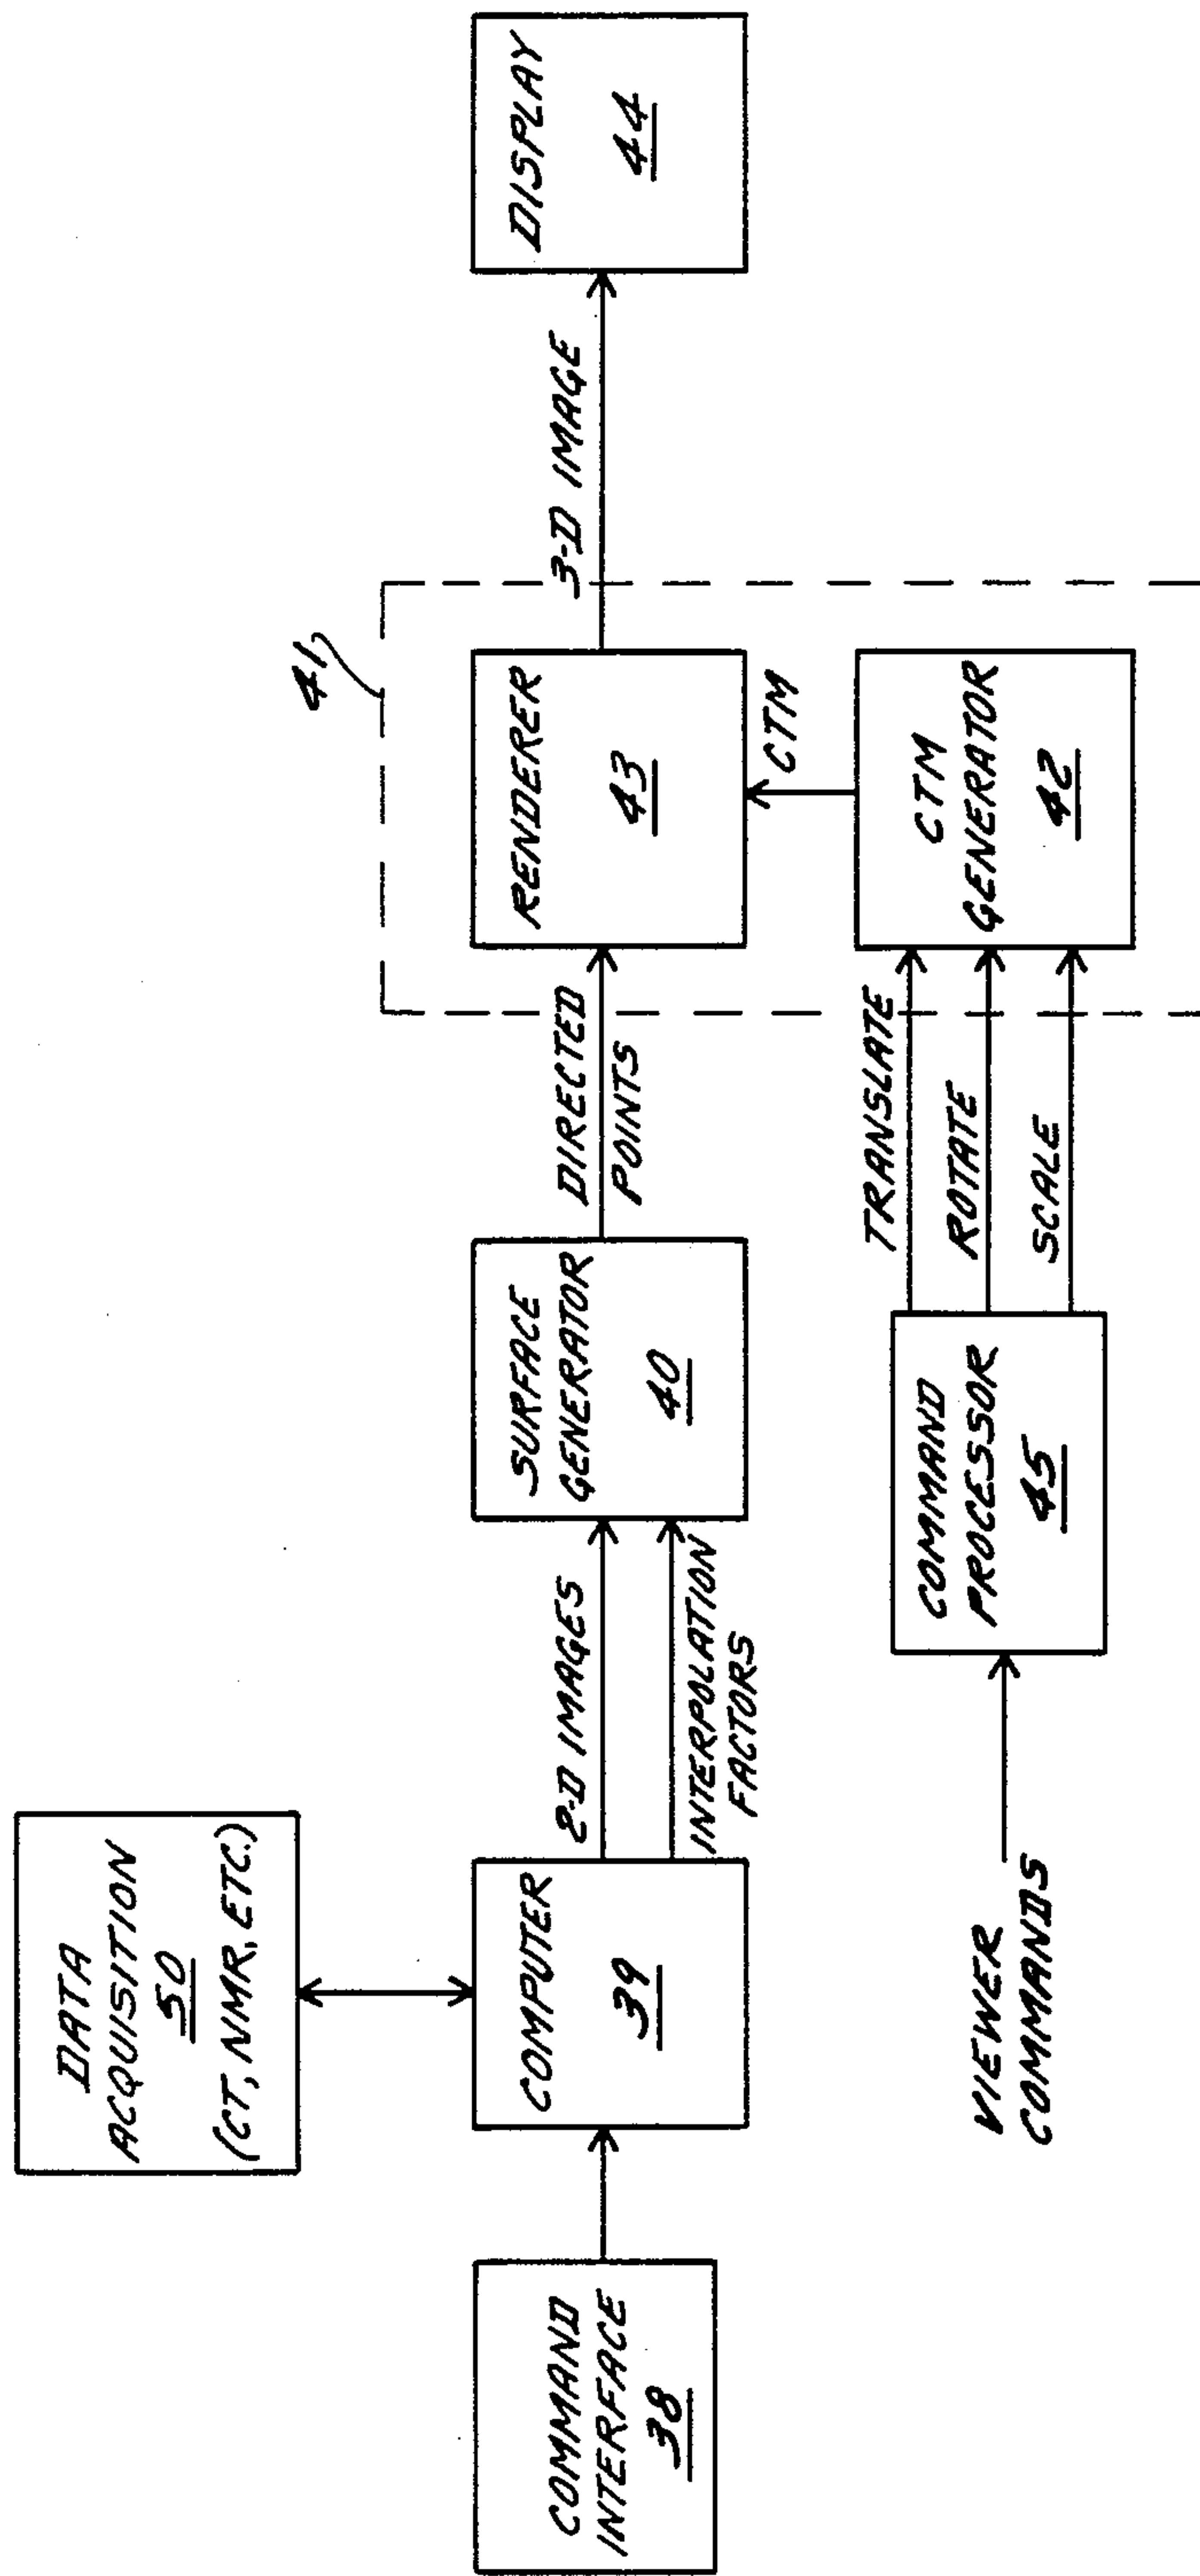 DATA
ACQUISITION
50
(CT, NMR, ETC.)
COMMAND
INTERFACE
38
COMPUTER
39
2-D IMAGES
INTERPOLATION
FACTORS
SURFACE
GENERATOR
40
DIRECTED
POINTS
41
RENDERER
43
3-D IMAGE
DISPLAY
44
CTM
VIEWER
COMMANDS
COMMAND
PROCESSOR
45
TRANSLATE
ROTATE
SCALE
CTM
GENERATOR
42